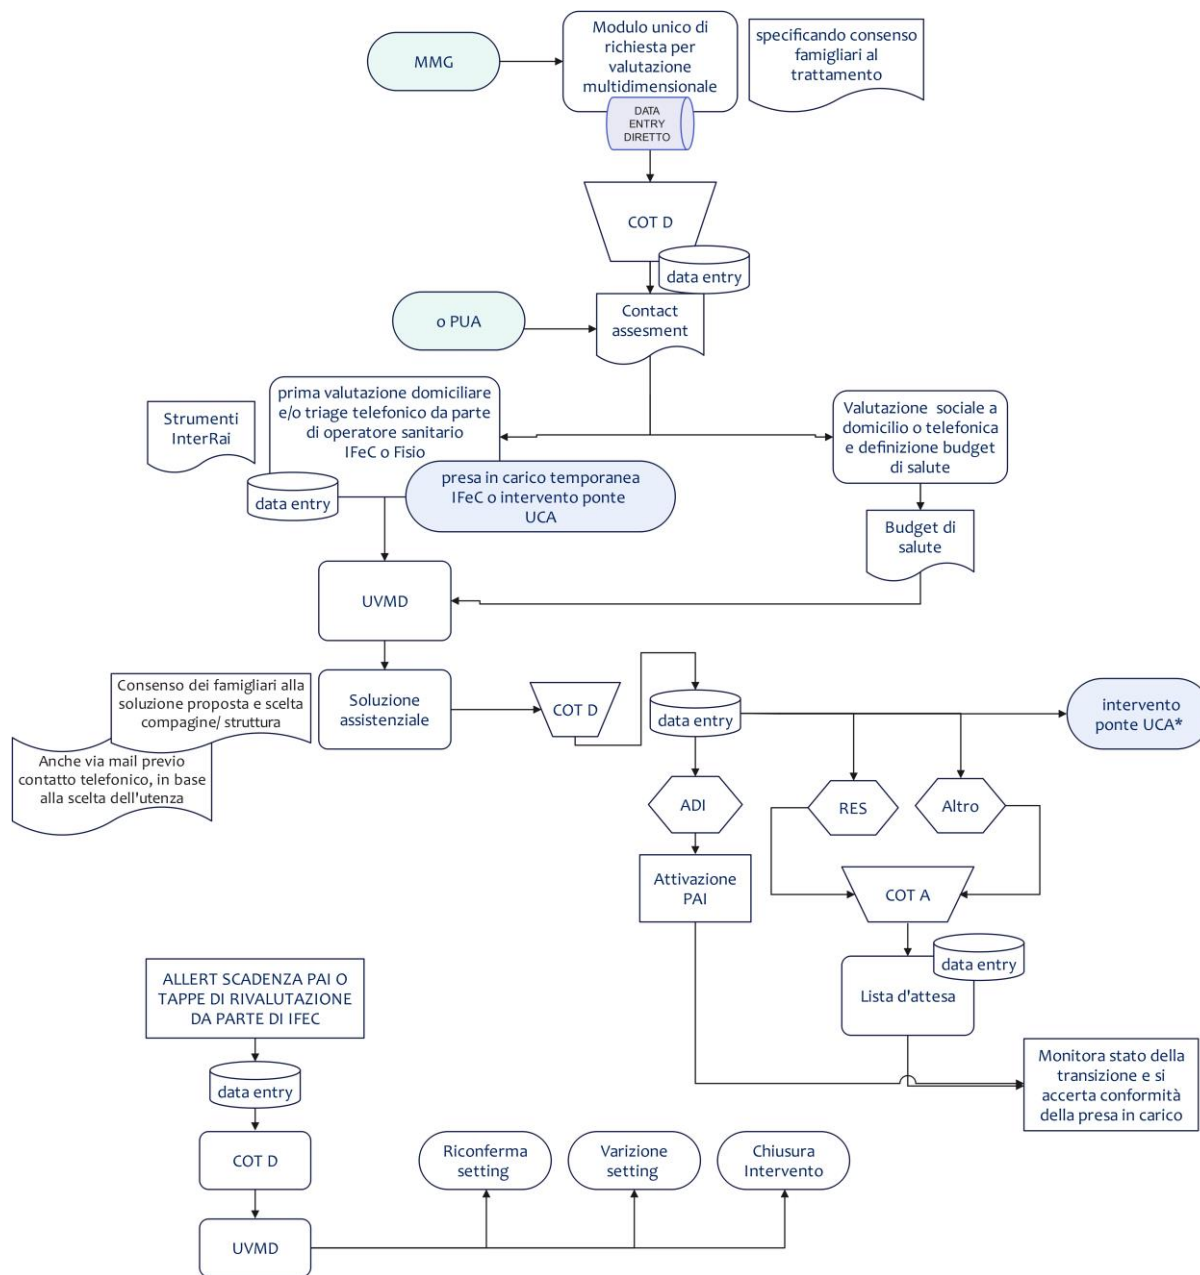 MMG
Modulo unico di
richiesta per
valutazione
multidimensionale
specificando consenso
famigliari al
trattamento
DATA
ENTRY
DIRETTO
COT D
data entry
o PUA
Contact
assesment
Strumenti
InterRai
prima valutazione domiciliare
e/o triage telefonico da parte
di operatore sanitario
IFeC o Fisio
data entry
presa in carico temporanea
IFeC o intervento ponte
UCA
Valutazione sociale a
domicilio o telefonica
e definizione budget
di salute
Budget di
salute
UVMD
Consenso dei famigliari alla
soluzione proposta e scelta
compagine/ struttura
Anche via mail previo
contatto telefonico, in base
alla scelta dell'utenza
Soluzione
assistenziale
COT D
data entry
intervento
ponte UCA*
ADI
RES
Altro
Attivazione
PAI
COT A
data entry
Lista d'attesa
Monitora stato della
transizione e si
accerta conformità
della presa in carico
ALLERT SCADENZA PAI O
TAPPE DI RIVALUTAZIONE
DA PARTE DI IFEC
data entry
COT D
UVMD
Riconferma
setting
Varizione
setting
Chiusura
Intervento